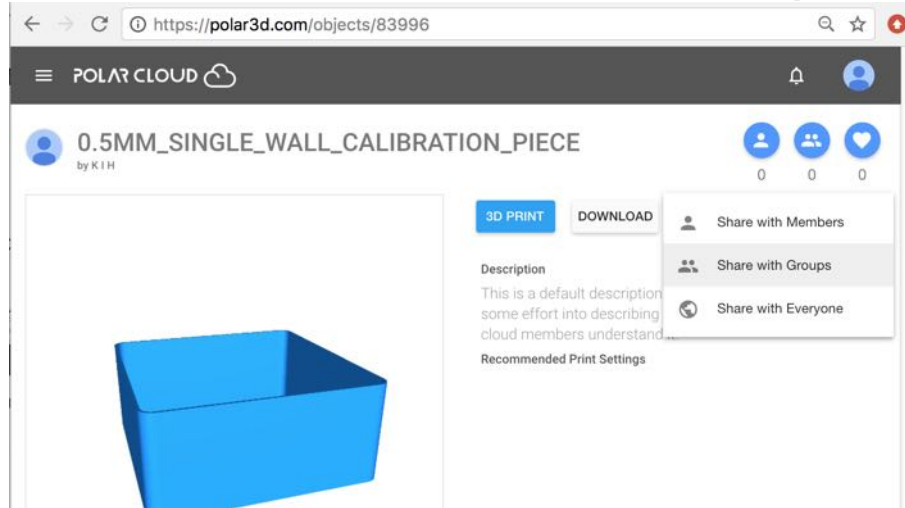 https://polar3d.com/objects/83996
POLAR CLOUD
0.5MM_SINGLE_WALL_CALIBRATION_PIECE
by K I H
0 0 0
3D PRINT DOWNLOAD
Share with Members
Share with Groups
Share with Everyone
Description
This is a default description
some effort into describing
cloud members understand
Recommended Print Settings